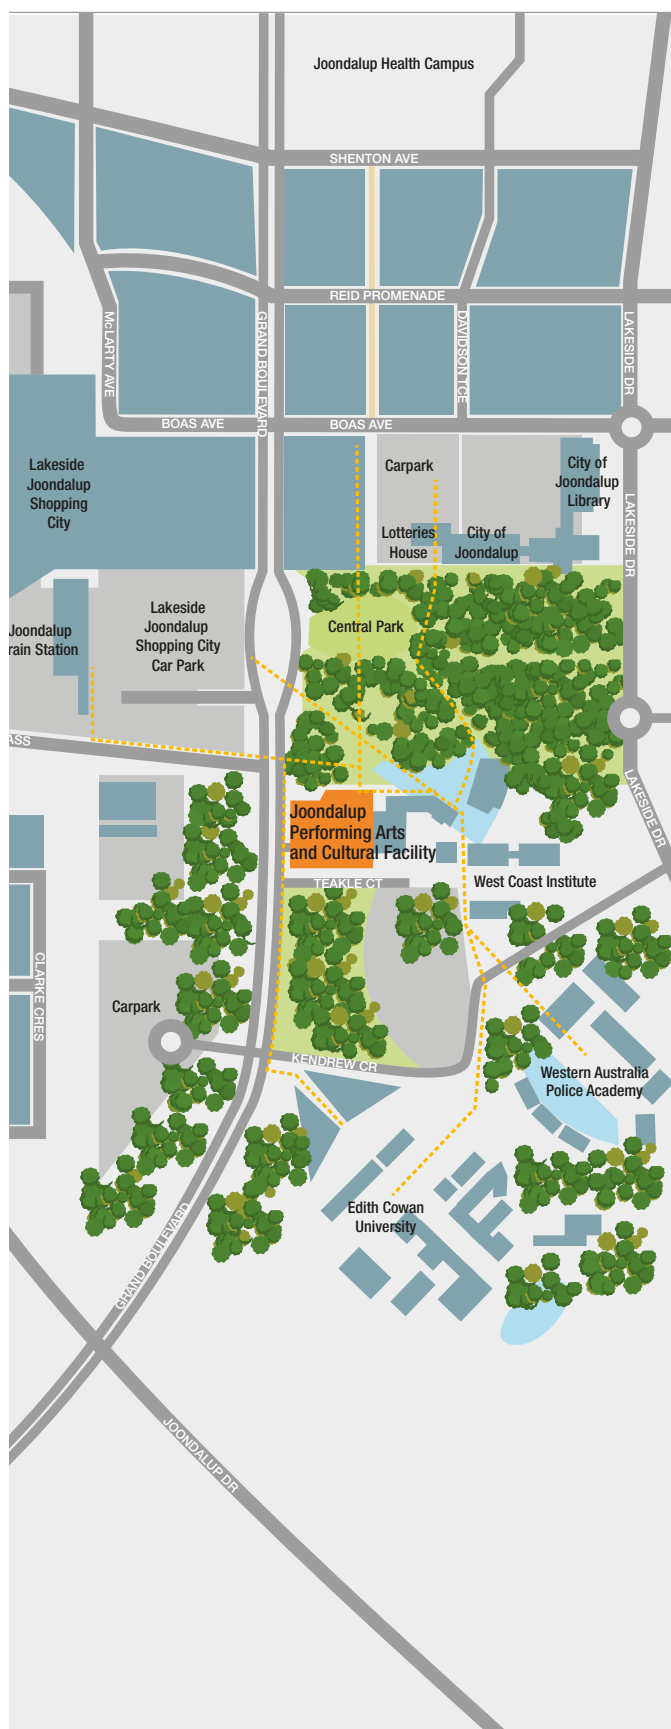 Joondalup Health Campus
SHENTON AVE
REID PROMENADE
McLARTY AVE
GRAND BOULEVARD
DAVIDSON TCE
LAKESIDE DR
BOAS AVE
BOAS AVE
Lakeside
Joondalup
Shopping
City
Carpark
City of
Joondalup
Library
LAKESIDE DR
Lotteries
House
City of
Joondalup
Joondalup
rain Station
Lakeside
Joondalup
Shopping City
Car Park
Central Park
ASS
LAKESIDE DR
Joondalup
Performing Arts
and Cultural Facility
TEAKLE CT
West Coast Institute
CLARKE CRES
Carpark
KENDREW CR
Western Australia
Police Academy
Edith Cowan
University
GRAND BOULEVARD
JOONDALUP DR